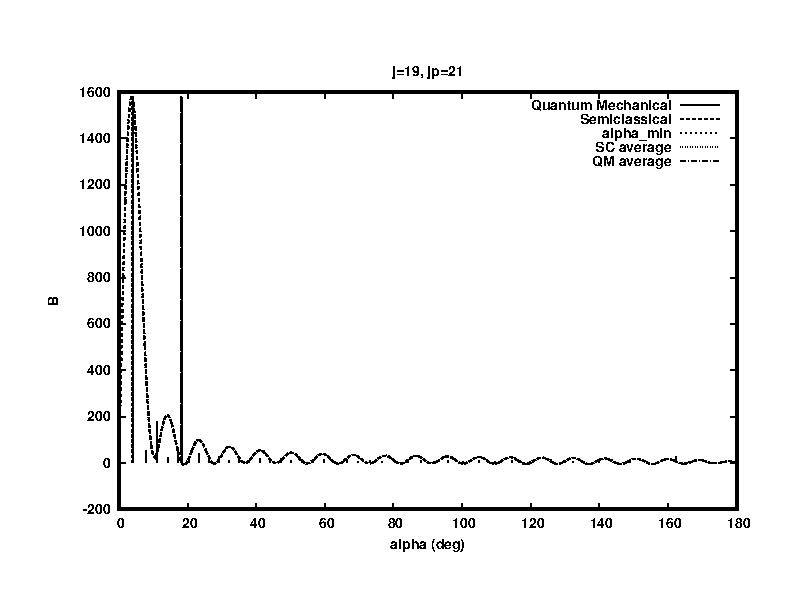 j=19, jp=21
Quantum Mechanical
Semiclassical
alpha_min
SC average
QM average
1600
1400
1200
1000
800
600
400
200
0
-200
B
0 20 40 60 80 100 120 140 160 180
alpha (deg)